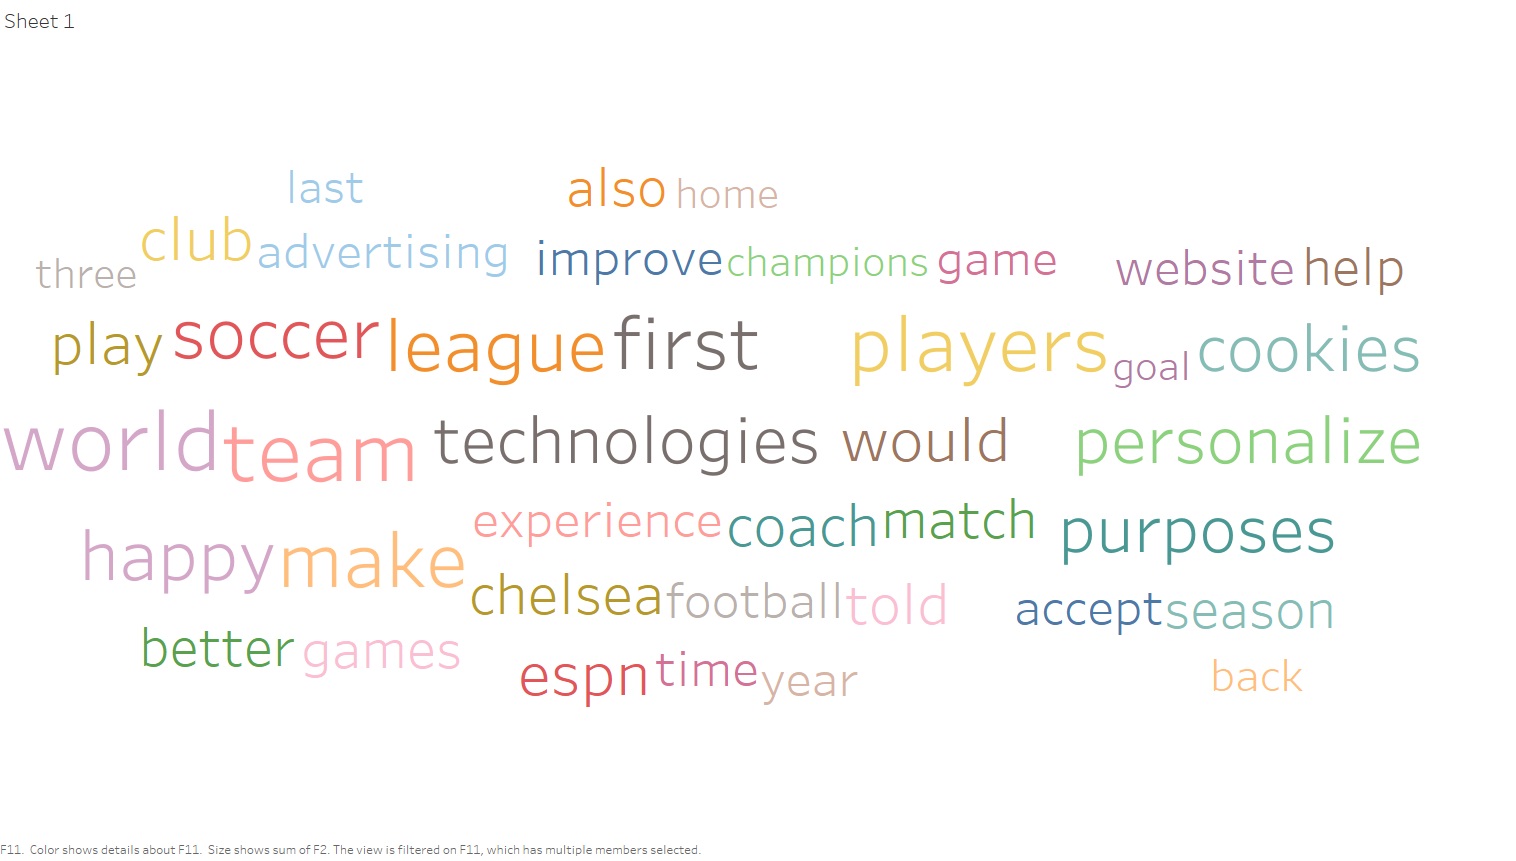 Sheet 1
last also home
club advertising improve champions game website help
three
play soccer league first players goal cookies
world team technologies would personalize
happy make experience coach match purposes
chelsea football told accept season
better games espn time year back
F11. Color shows details about F11. Size shows sum of F2. The view is filtered on F11, which has multiple members selected.